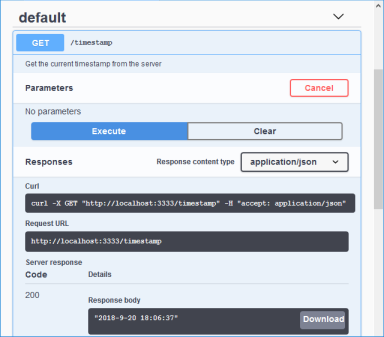 default
GET /timestamp
Get the current timestamp from the server
Parameters Cancel
No parameters
Execute Clear
Responses Response content type application/json
Curl
curl -X GET "http://localhost:3333/timestamp" -H "accept: application/json"
Request URL
http://localhost:3333/timestamp
Server response
Code Details
200
Response body
"2018-9-20 18:06:37"
Download